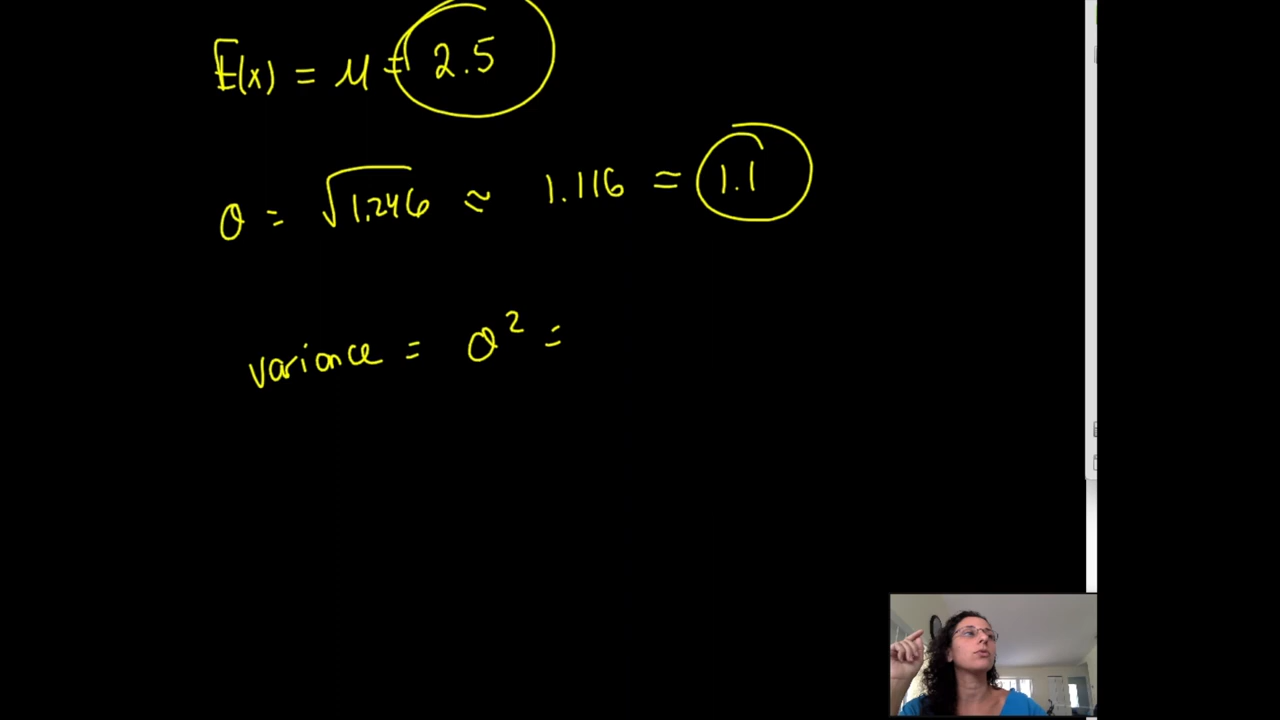 E(x) = μ = 2.5
σ = √1.246 ≈ 1.116 ≈ 1.1
variance = σ² =